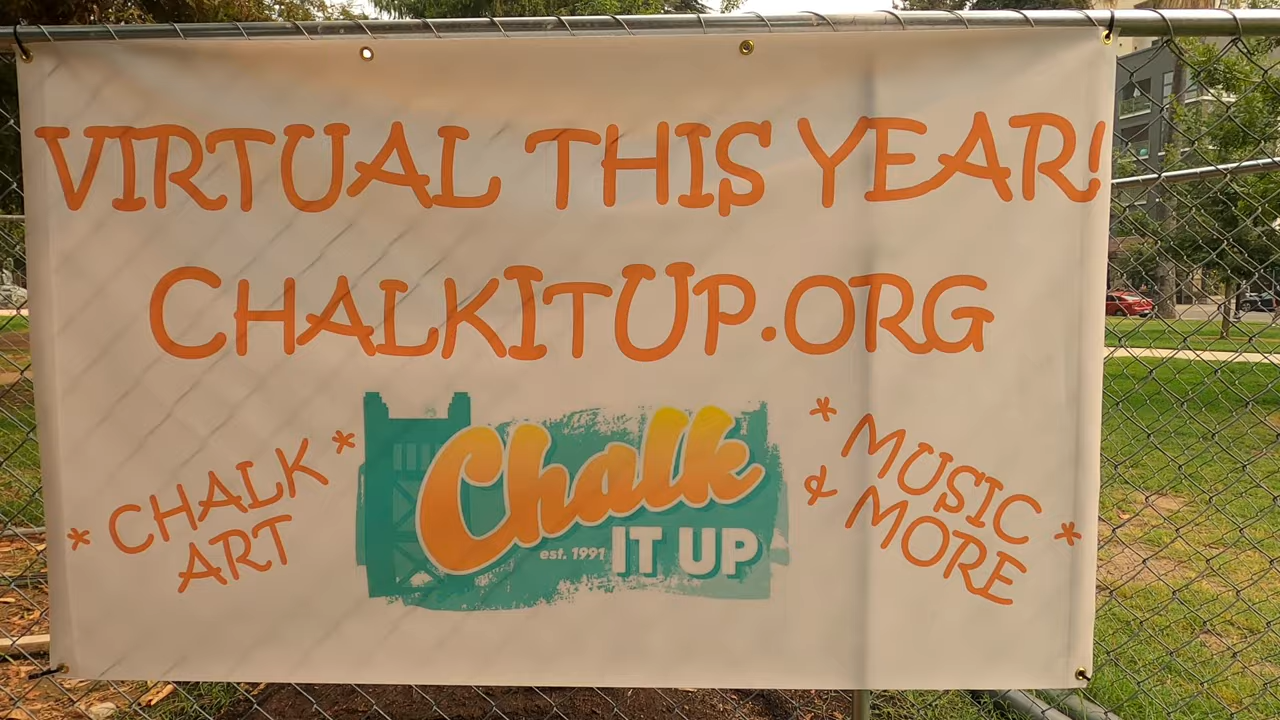 VIRTUAL THIS YEAR!
CHALKITUP.ORG
* CHALK *
ART
Chalk
est. 1991 IT UP
* MUSIC
& MORE *